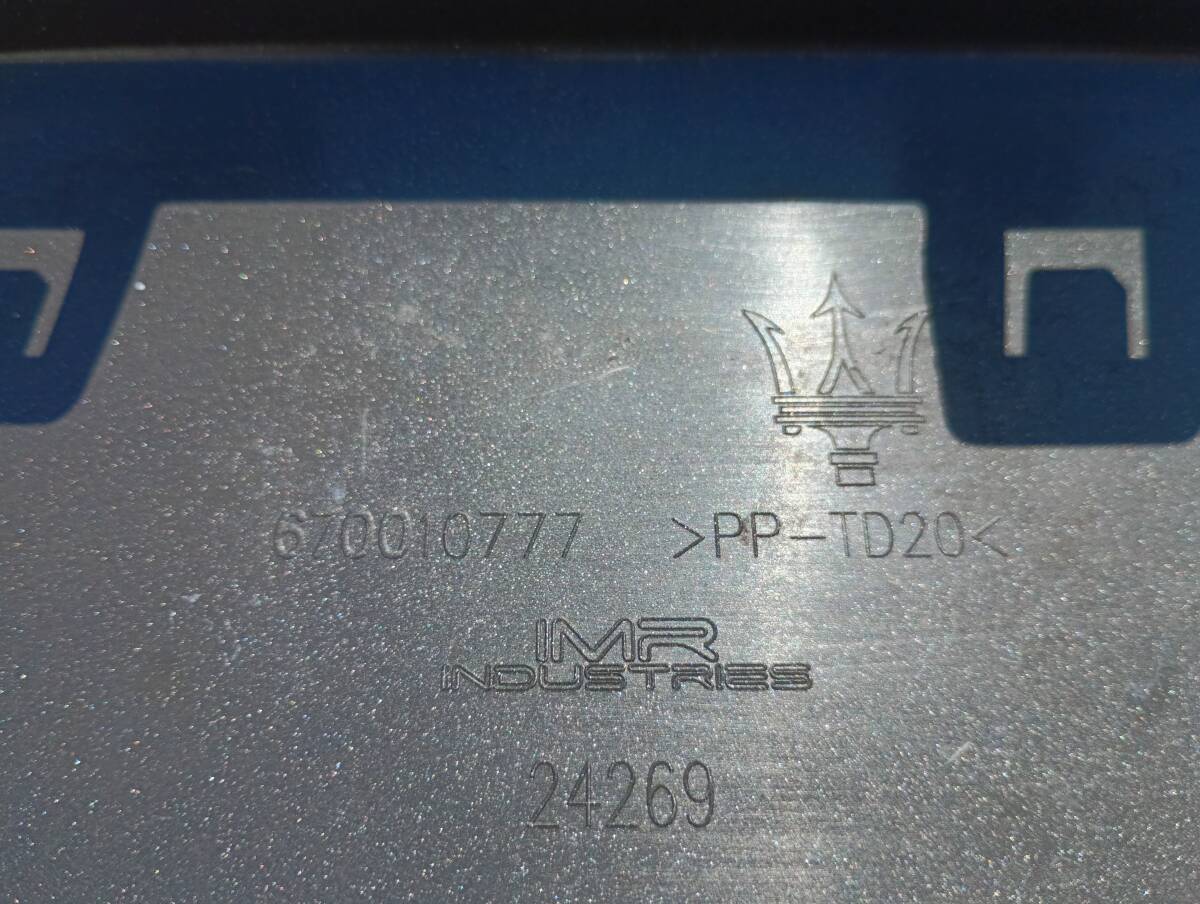 670010777 >PP-TD20<
IMR
INDUSTRIES
24269